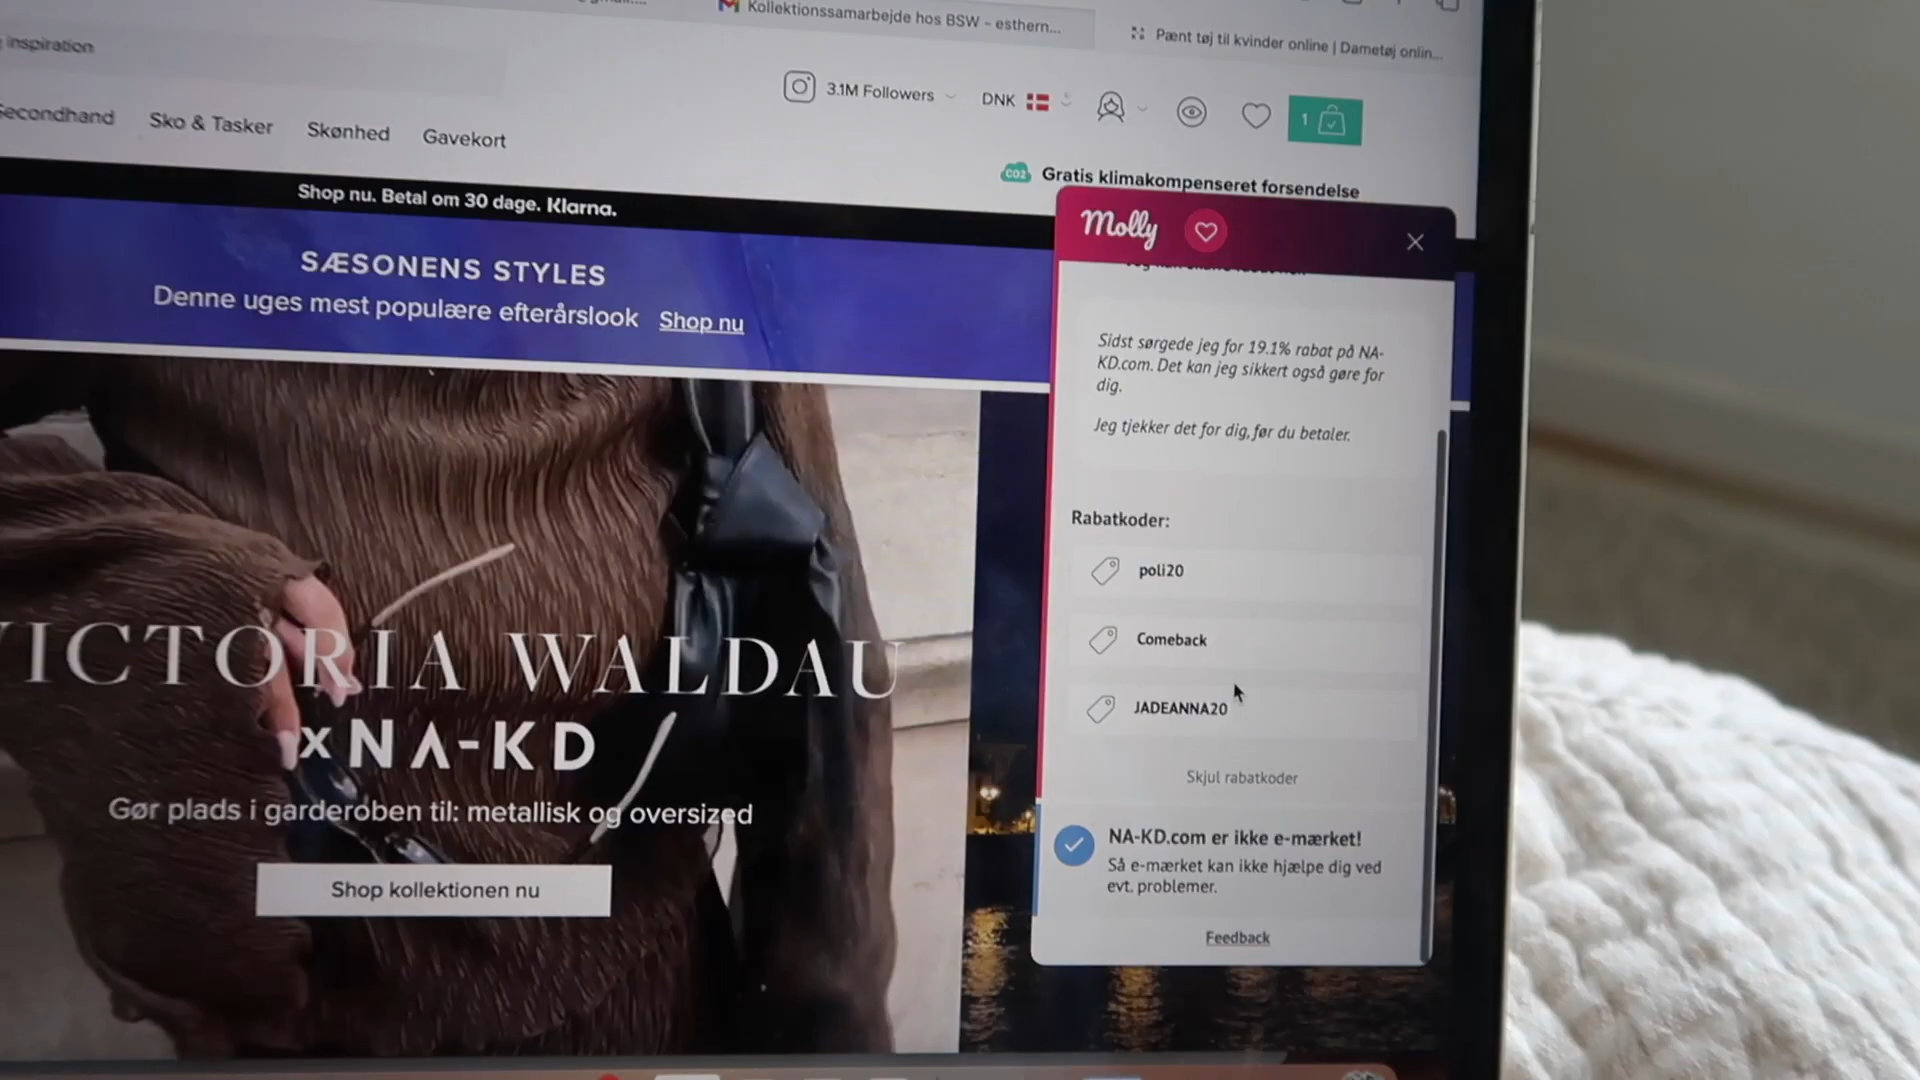 Kollektionssamarbejde hos BSW - esthern...
Pænt tøj til kvinder online | Dametøj onlin...
inspiration
3.1M Followers
DNK
1
Secondhand
Sko & Tasker
Skønhed
Gavekort
CO2
Gratis klimakompenseret forsendelse
Shop nu. Betal om 30 dage. Klarna.
SÆSONENS STYLES
Denne uges mest populære efterårslook Shop nu
VICTORIA WALDAU
x NA-KD
Gør plads i garderoben til: metallisk og oversized
Shop kollektionen nu
Molly
Sidst sørgede jeg for 19.1% rabat på NA-
KD.com. Det kan jeg sikkert også gøre for
dig.
Jeg tjekker det for dig, før du betaler.
Rabatkoder:
poli20
Comeback
JADEANNA20
Skjul rabatkoder
NA-KD.com er ikke e-mærket!
Så e-mærket kan ikke hjælpe dig ved
evt. problemer.
Feedback